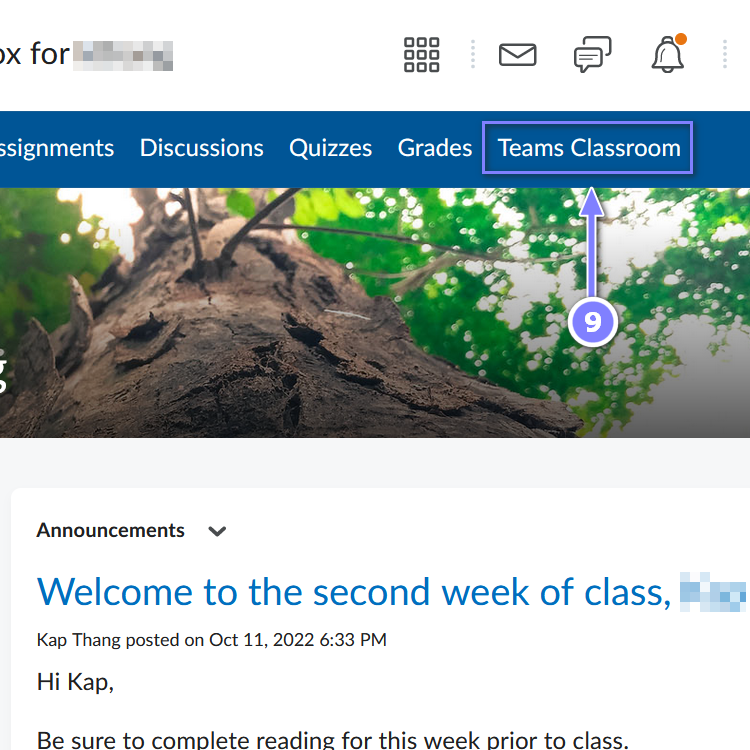 ox for
ssignments Discussions Quizzes Grades Teams Classroom
9
g
Announcements
Welcome to the second week of class,
Kap Thang posted on Oct 11, 2022 6:33 PM
Hi Kap,
Be sure to complete reading for this week prior to class.